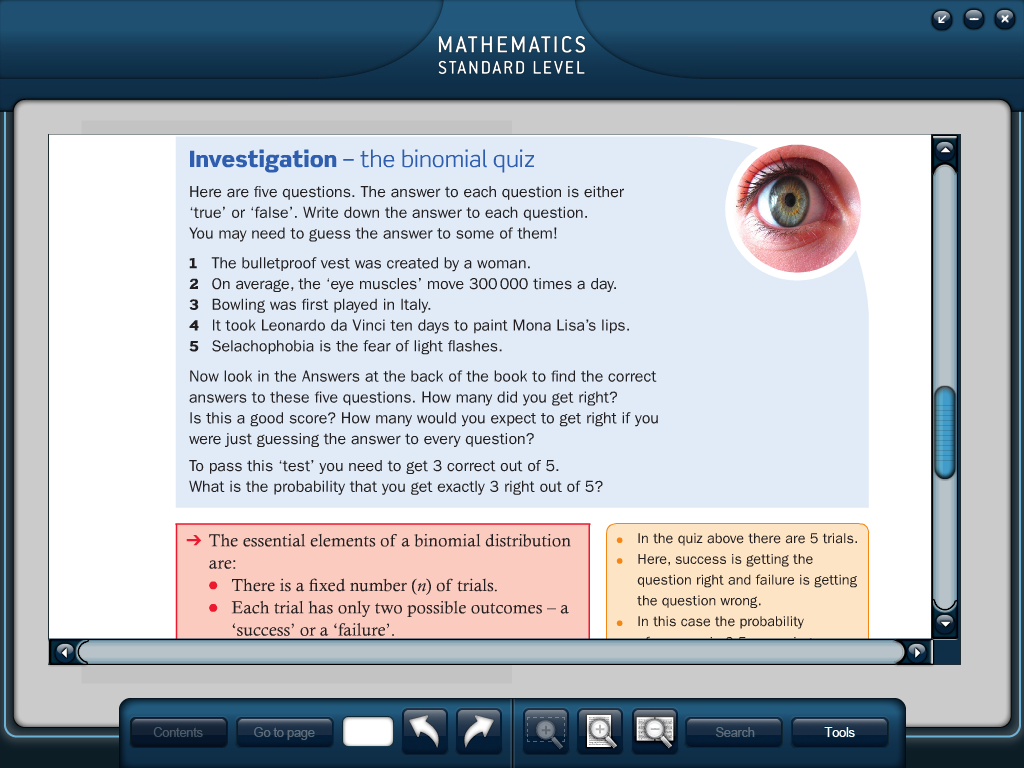 MATHEMATICS
STANDARD LEVEL
Investigation – the binomial quiz
Here are five questions. The answer to each question is either
‘true’ or ‘false’. Write down the answer to each question.
You may need to guess the answer to some of them!
1 The bulletproof vest was created by a woman.
2 On average, the ‘eye muscles’ move 300 000 times a day.
3 Bowling was first played in Italy.
4 It took Leonardo da Vinci ten days to paint Mona Lisa’s lips.
5 Selachophobia is the fear of light flashes.
Now look in the Answers at the back of the book to find the correct
answers to these five questions. How many did you get right?
Is this a good score? How many would you expect to get right if you
were just guessing the answer to every question?
To pass this ‘test’ you need to get 3 correct out of 5.
What is the probability that you get exactly 3 right out of 5?
→ The essential elements of a binomial distribution
are:
• There is a fixed number (n) of trials.
• Each trial has only two possible outcomes – a
‘success’ or a ‘failure’.
• In the quiz above there are 5 trials.
• Here, success is getting the
question right and failure is getting
the question wrong.
• In this case the probability
Contents
Go to page
Search
Tools